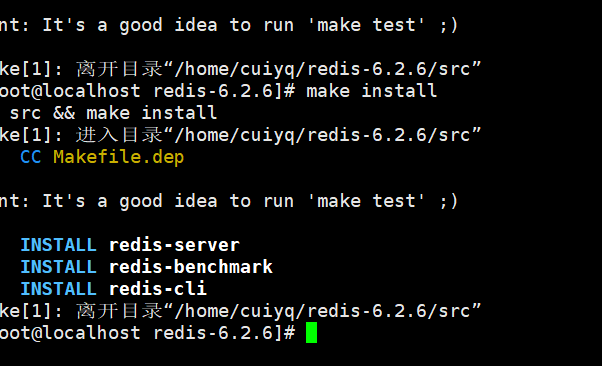 nt: It's a good idea to run 'make test' ;)
ke[1]: 离开目录“/home/cuiyq/redis-6.2.6/src”
oot@localhost redis-6.2.6]# make install
src && make install
ke[1]: 进入目录“/home/cuiyq/redis-6.2.6/src”
CC Makefile.dep
nt: It's a good idea to run 'make test' ;)
INSTALL redis-server
INSTALL redis-benchmark
INSTALL redis-cli
ke[1]: 离开目录“/home/cuiyq/redis-6.2.6/src”
oot@localhost redis-6.2.6]#